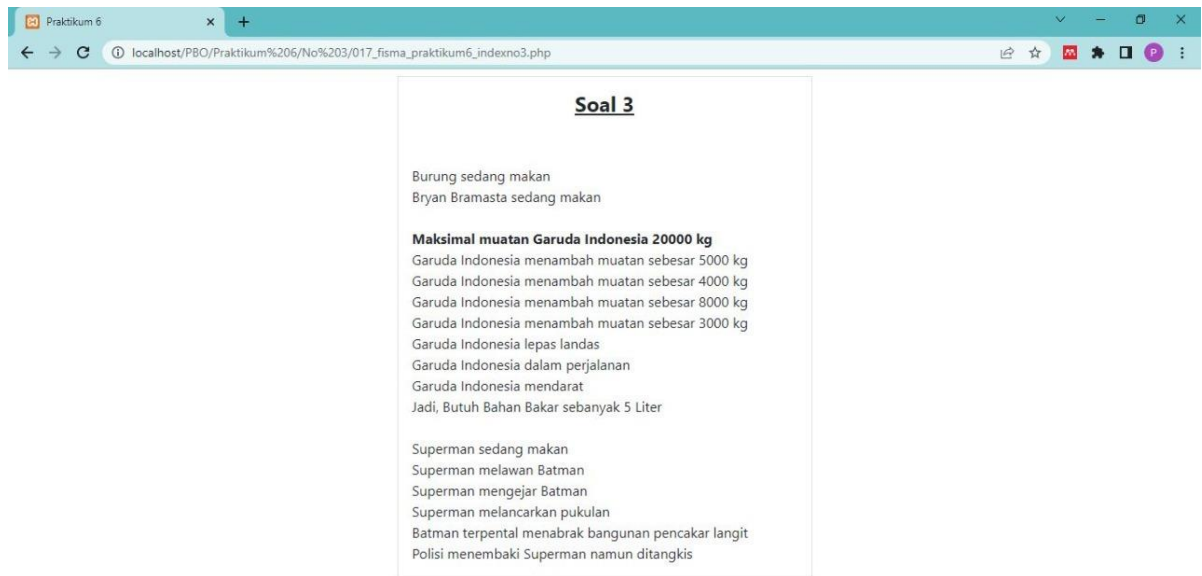 Praktikum 6
localhost/PBO/Praktikum%206/No%203/017_fisma_praktikum6_indexno3.php
P
Soal 3
Burung sedang makan
Bryan Bramasta sedang makan
Maksimal muatan Garuda Indonesia 20000 kg
Garuda Indonesia menambah muatan sebesar 5000 kg
Garuda Indonesia menambah muatan sebesar 4000 kg
Garuda Indonesia menambah muatan sebesar 8000 kg
Garuda Indonesia menambah muatan sebesar 3000 kg
Garuda Indonesia lepas landas
Garuda Indonesia dalam perjalanan
Garuda Indonesia mendarat
Jadi, Butuh Bahan Bakar sebanyak 5 Liter
Superman sedang makan
Superman melawan Batman
Superman mengejar Batman
Superman melancarkan pukulan
Batman terpental menabrak bangunan pencakar langit
Polisi menembaki Superman namun ditangkis